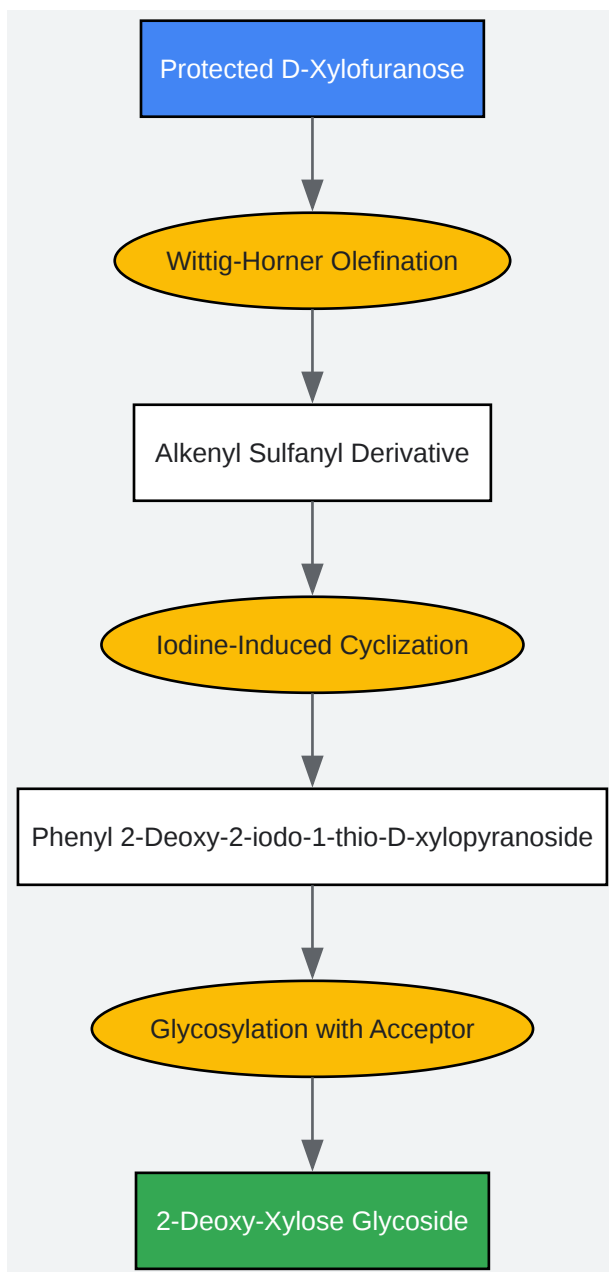 Protected D-Xylofuranose
Wittig-Horner Olefination
Alkenyl Sulfanyl Derivative
Iodine-Induced Cyclization
Phenyl 2-Deoxy-2-iodo-1-thio-D-xylopyranoside
Glycosylation with Acceptor
2-Deoxy-Xylose Glycoside